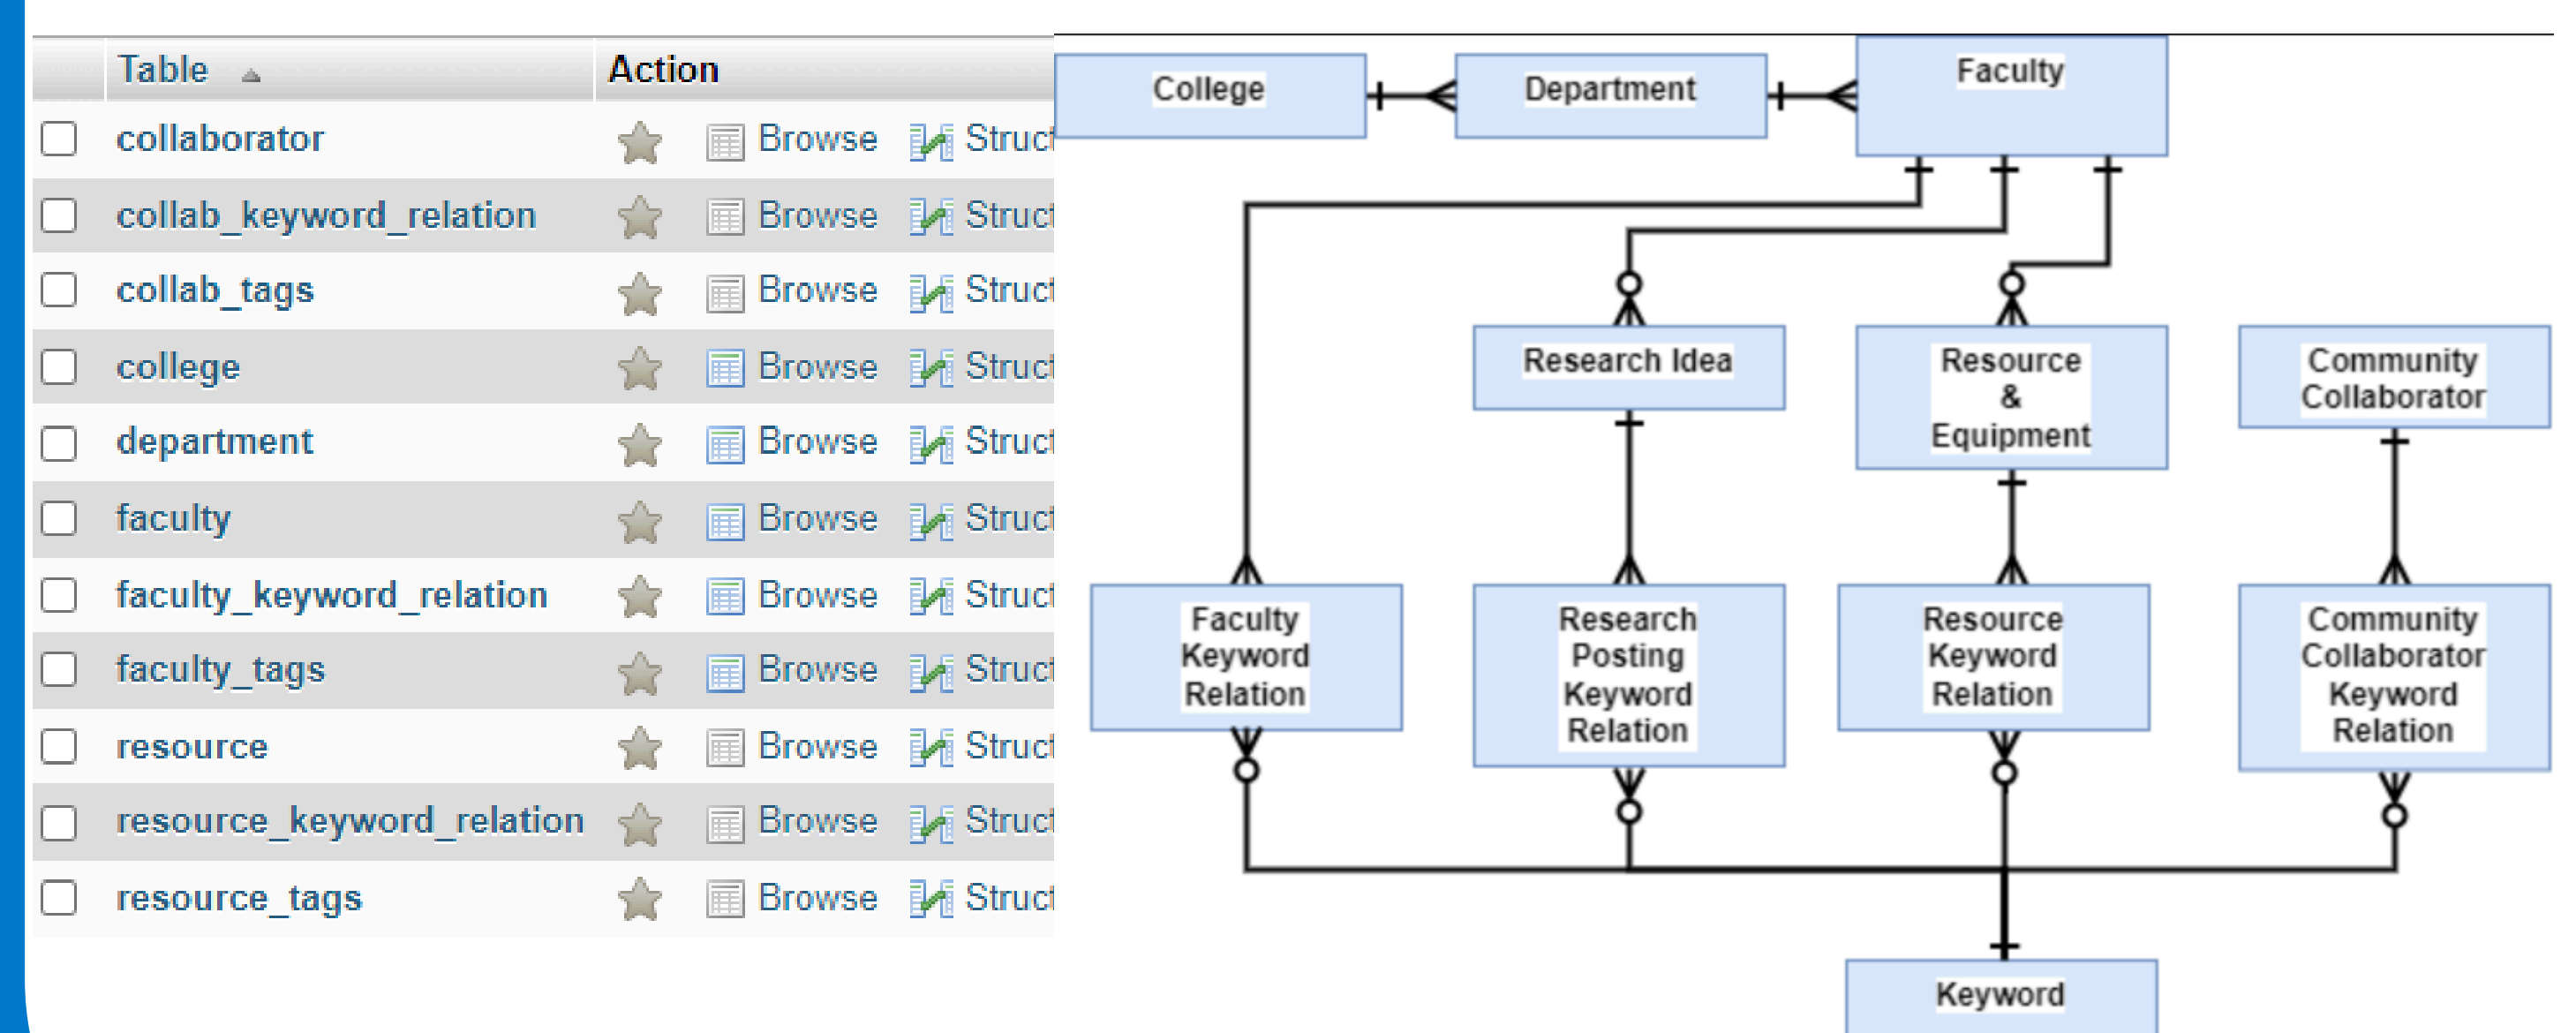 Table Action
collaborator Browse Struct
collab_keyword_relation Browse Struct
collab_tags Browse Struct
college Browse Struct
department Browse Struct
faculty Browse Struct
faculty_keyword_relation Browse Struct
faculty_tags Browse Struct
resource Browse Struct
resource_keyword_relation Browse Struct
resource_tags Browse Struct
College
Department
Faculty
Research Idea
Resource
&
Equipment
Community
Collaborator
Faculty
Keyword
Relation
Research
Posting
Keyword
Relation
Resource
Keyword
Relation
Community
Collaborator
Keyword
Relation
Keyword